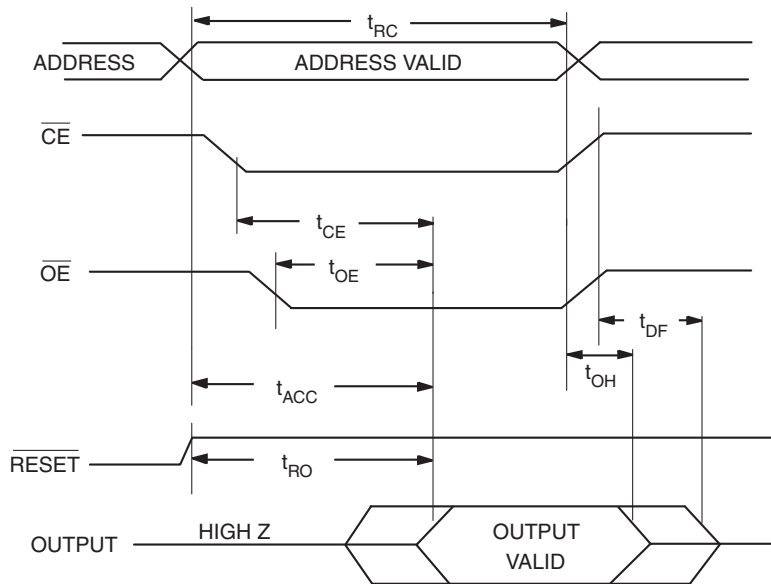 tRC
ADDRESS
ADDRESS VALID
CE
tCE
OE
tOE
tDF
tOH
tACC
RESET
tRO
OUTPUT
HIGH Z
OUTPUT
VALID